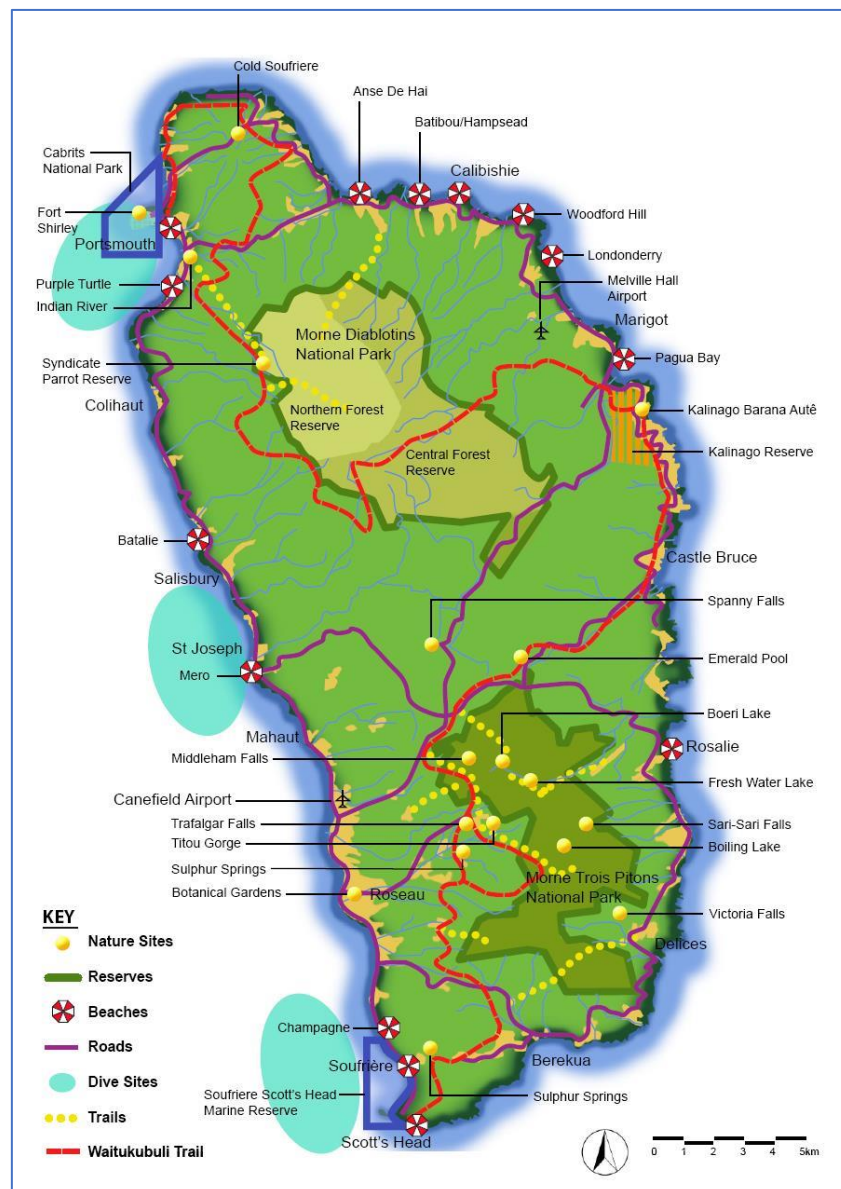 Cold Soufriere
Anse De Hai
Batibou/Hampsead
Calibishie
Cabrits
National Park
Woodford Hill
Fort
Shirley
Portsmouth
Londonderry
Purple Turtle
Indian River
Melville Hall
Airport
Marigot
Morne Diablotins
National Park
Pagua Bay
Syndicate
Parrot Reserve
Colihaut
Northern Forest
Reserve
Kalinago Barana Autê
Central Forest
Reserve
Kalinago Reserve
Batalie
Salisbury
Castle Bruce
Spanny Falls
St Joseph
Mero
Emerald Pool
Boeri Lake
Mahaut
Rosalie
Middleham Falls
Fresh Water Lake
Canefield Airport
Trafalgar Falls
Sari-Sari Falls
Titou Gorge
Boiling Lake
Sulphur Springs
Morne Trois Pitons
National Park
Botanical Gardens
Roseau
Victoria Falls
Delices
KEY
Nature Sites
Reserves
Beaches
Roads
Dive Sites
Trails
Waitukubuli Trail
Champagne
Soufrière
Berekua
Soufriere Scott's Head
Marine Reserve
Sulphur Springs
Scott's Head
0 1 2 3 4 5km